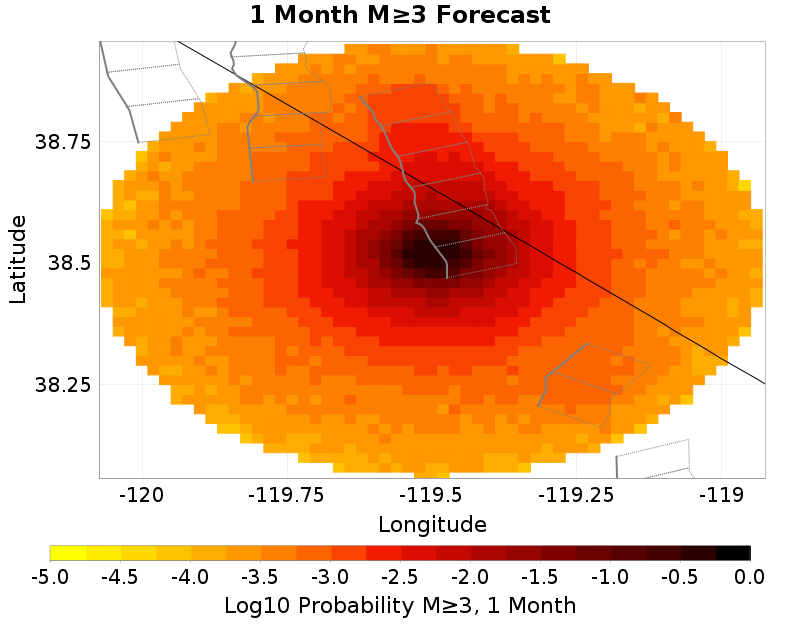 1 Month M≥3 Forecast
38.75
38.5
38.25
Latitude
-120 -119.75 -119.5 -119.25 -119
Longitude
-5.0 -4.5 -4.0 -3.5 -3.0 -2.5 -2.0 -1.5 -1.0 -0.5 0.0
Log10 Probability M≥3, 1 Month